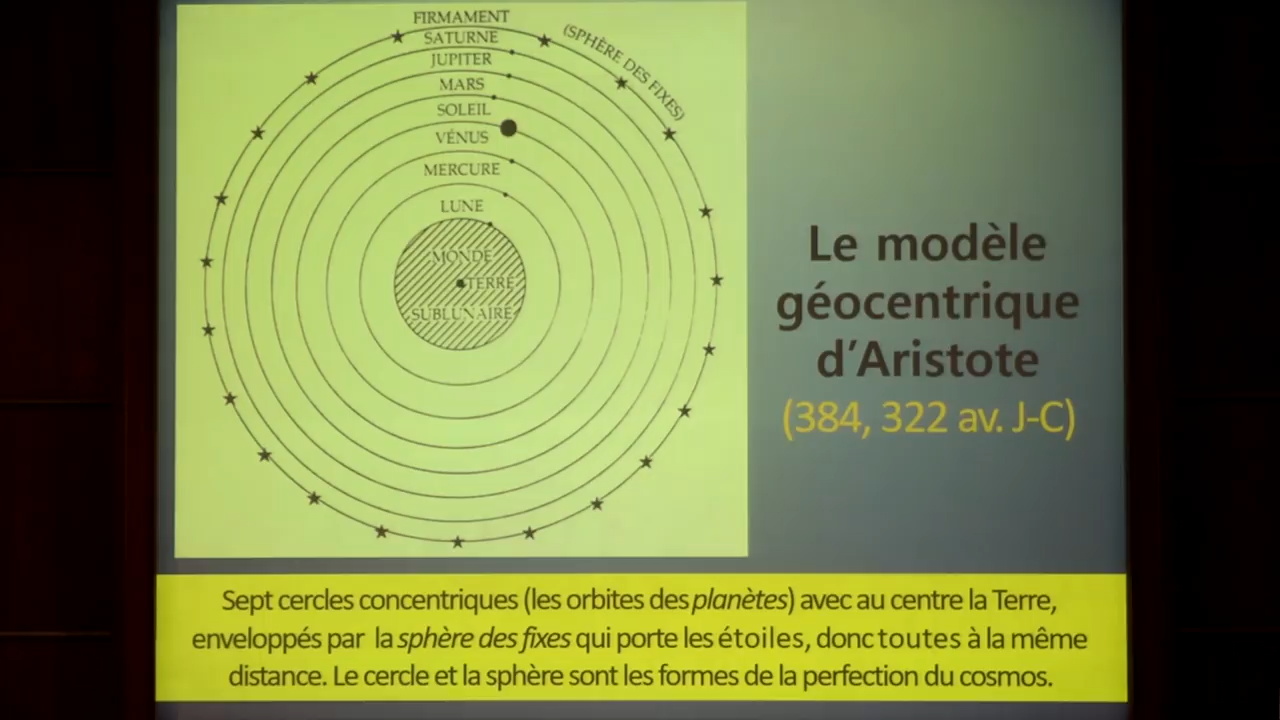 FIRMAMENT
(SPHÈRE DES FIXES)
SATURNE
JUPITER
MARS
SOLEIL
VÉNUS
MERCURE
LUNE
MONDE
TERRE
SUBLUNAIRE
Le modèle
géocentrique
d’Aristote
(384, 322 av. J-C)
Sept cercles concentriques (les orbites des planètes) avec au centre la Terre,
enveloppés par la sphère des fixes qui porte les étoiles, donc toutes à la même
distance. Le cercle et la sphère sont les formes de la perfection du cosmos.